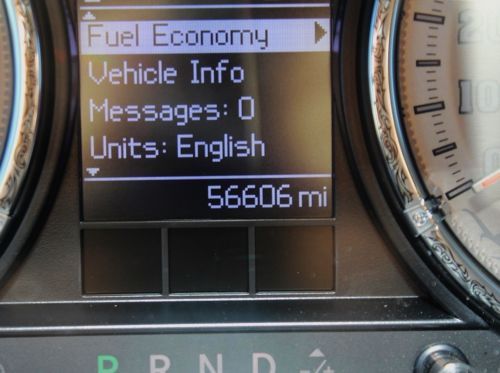 Fuel Economy
Vehicle Info
Messages: 0
Units: English
56606 mi
P R N D -/+